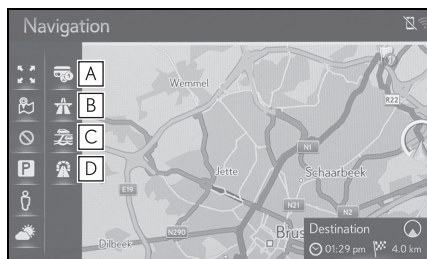 Navigation
A
B
C
D
P
Wemmel
R22
N1
Jette
Schaarbeek
E19
N21
N2
N290
Dilbeek
Brus
Destination
01:29 pm 4.0 km